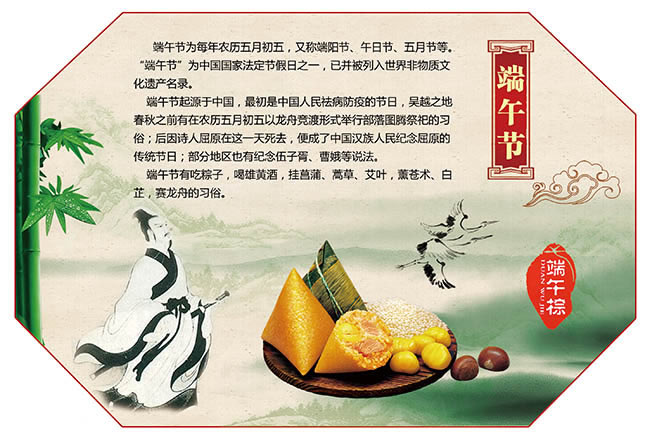 端午节为每年农历五月初五，又称端阳节、午日节、五月节等。
“端午节”为中国国家法定节假日之一，已并被列入世界非物质文
化遗产名录。
端午节起源于中国，最初是中国人民祛病防疫的节日，吴越之地
春秋之前有在农历五月初五以龙舟竞渡形式举行部落图腾祭祀的习
俗；后因诗人屈原在这一天死去，便成了中国汉族人民纪念屈原的
传统节日；部分地区也有纪念伍子胥、曹娥等说法。
端午节有吃粽子，喝雄黄酒，挂菖蒲、蒿草、艾叶，薰苍术、白
芷，赛龙舟的习俗。
端午节
端午粽
DUAN WU JIE